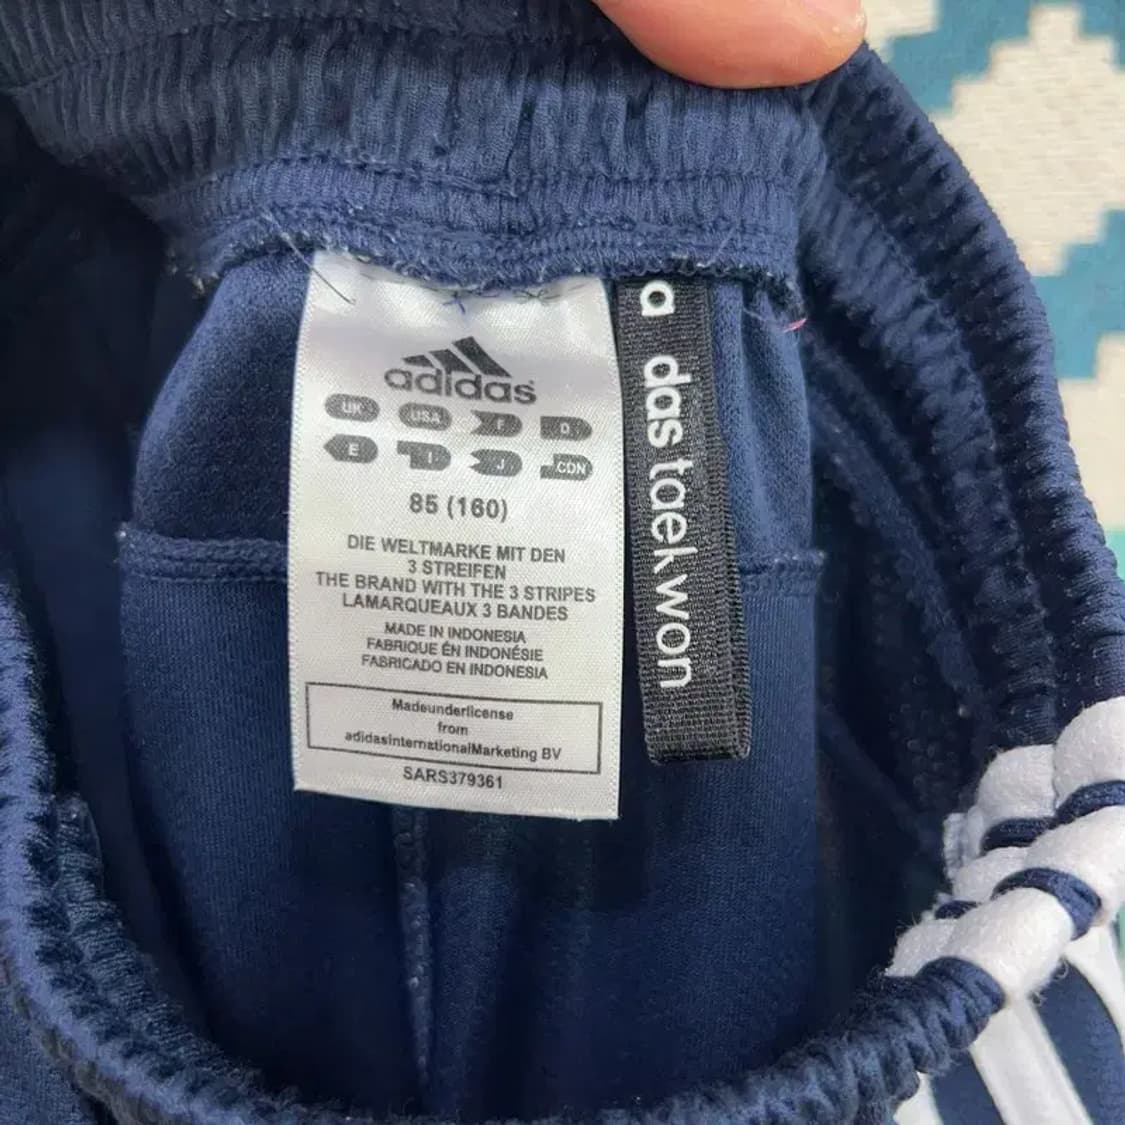 adidas
UK USA F D
E I J CDN
85 (160)
DIE WELTMARKE MIT DEN
3 STREIFEN
THE BRAND WITH THE 3 STRIPES
LAMARQUEAUX 3 BANDES
MADE IN INDONESIA
FABRIQUE ÉN INDONÉSIE
FABRICADO EN INDONESIA
Madeunderlicense
from
adidasInternationalMarketing BV
SARS379361
a das taekwon